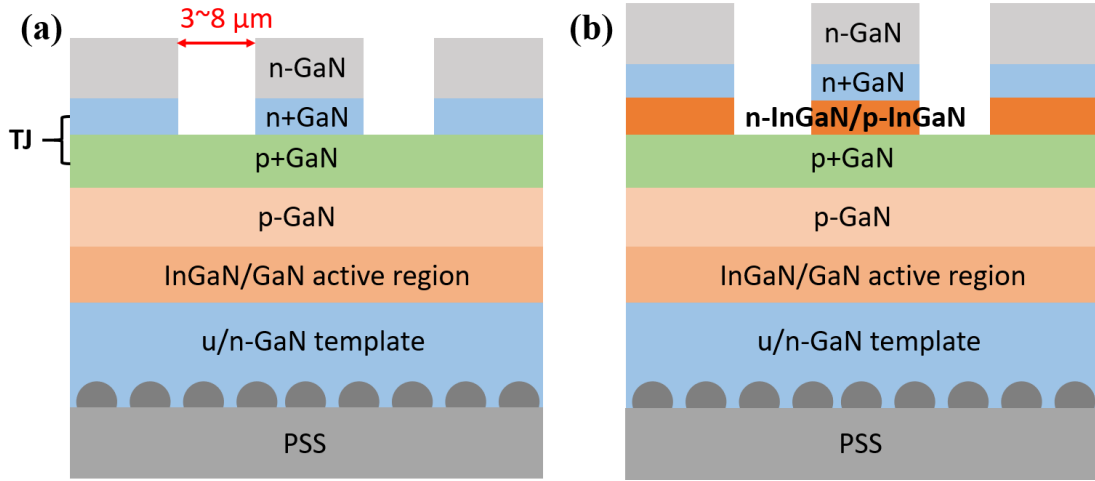 (a)
3~8 μm
n-GaN
n+GaN
TJ
p+GaN
p-GaN
InGaN/GaN active region
u/n-GaN template
PSS
(b)
n-GaN
n+GaN
n-InGaN/p-InGaN
p+GaN
p-GaN
InGaN/GaN active region
u/n-GaN template
PSS